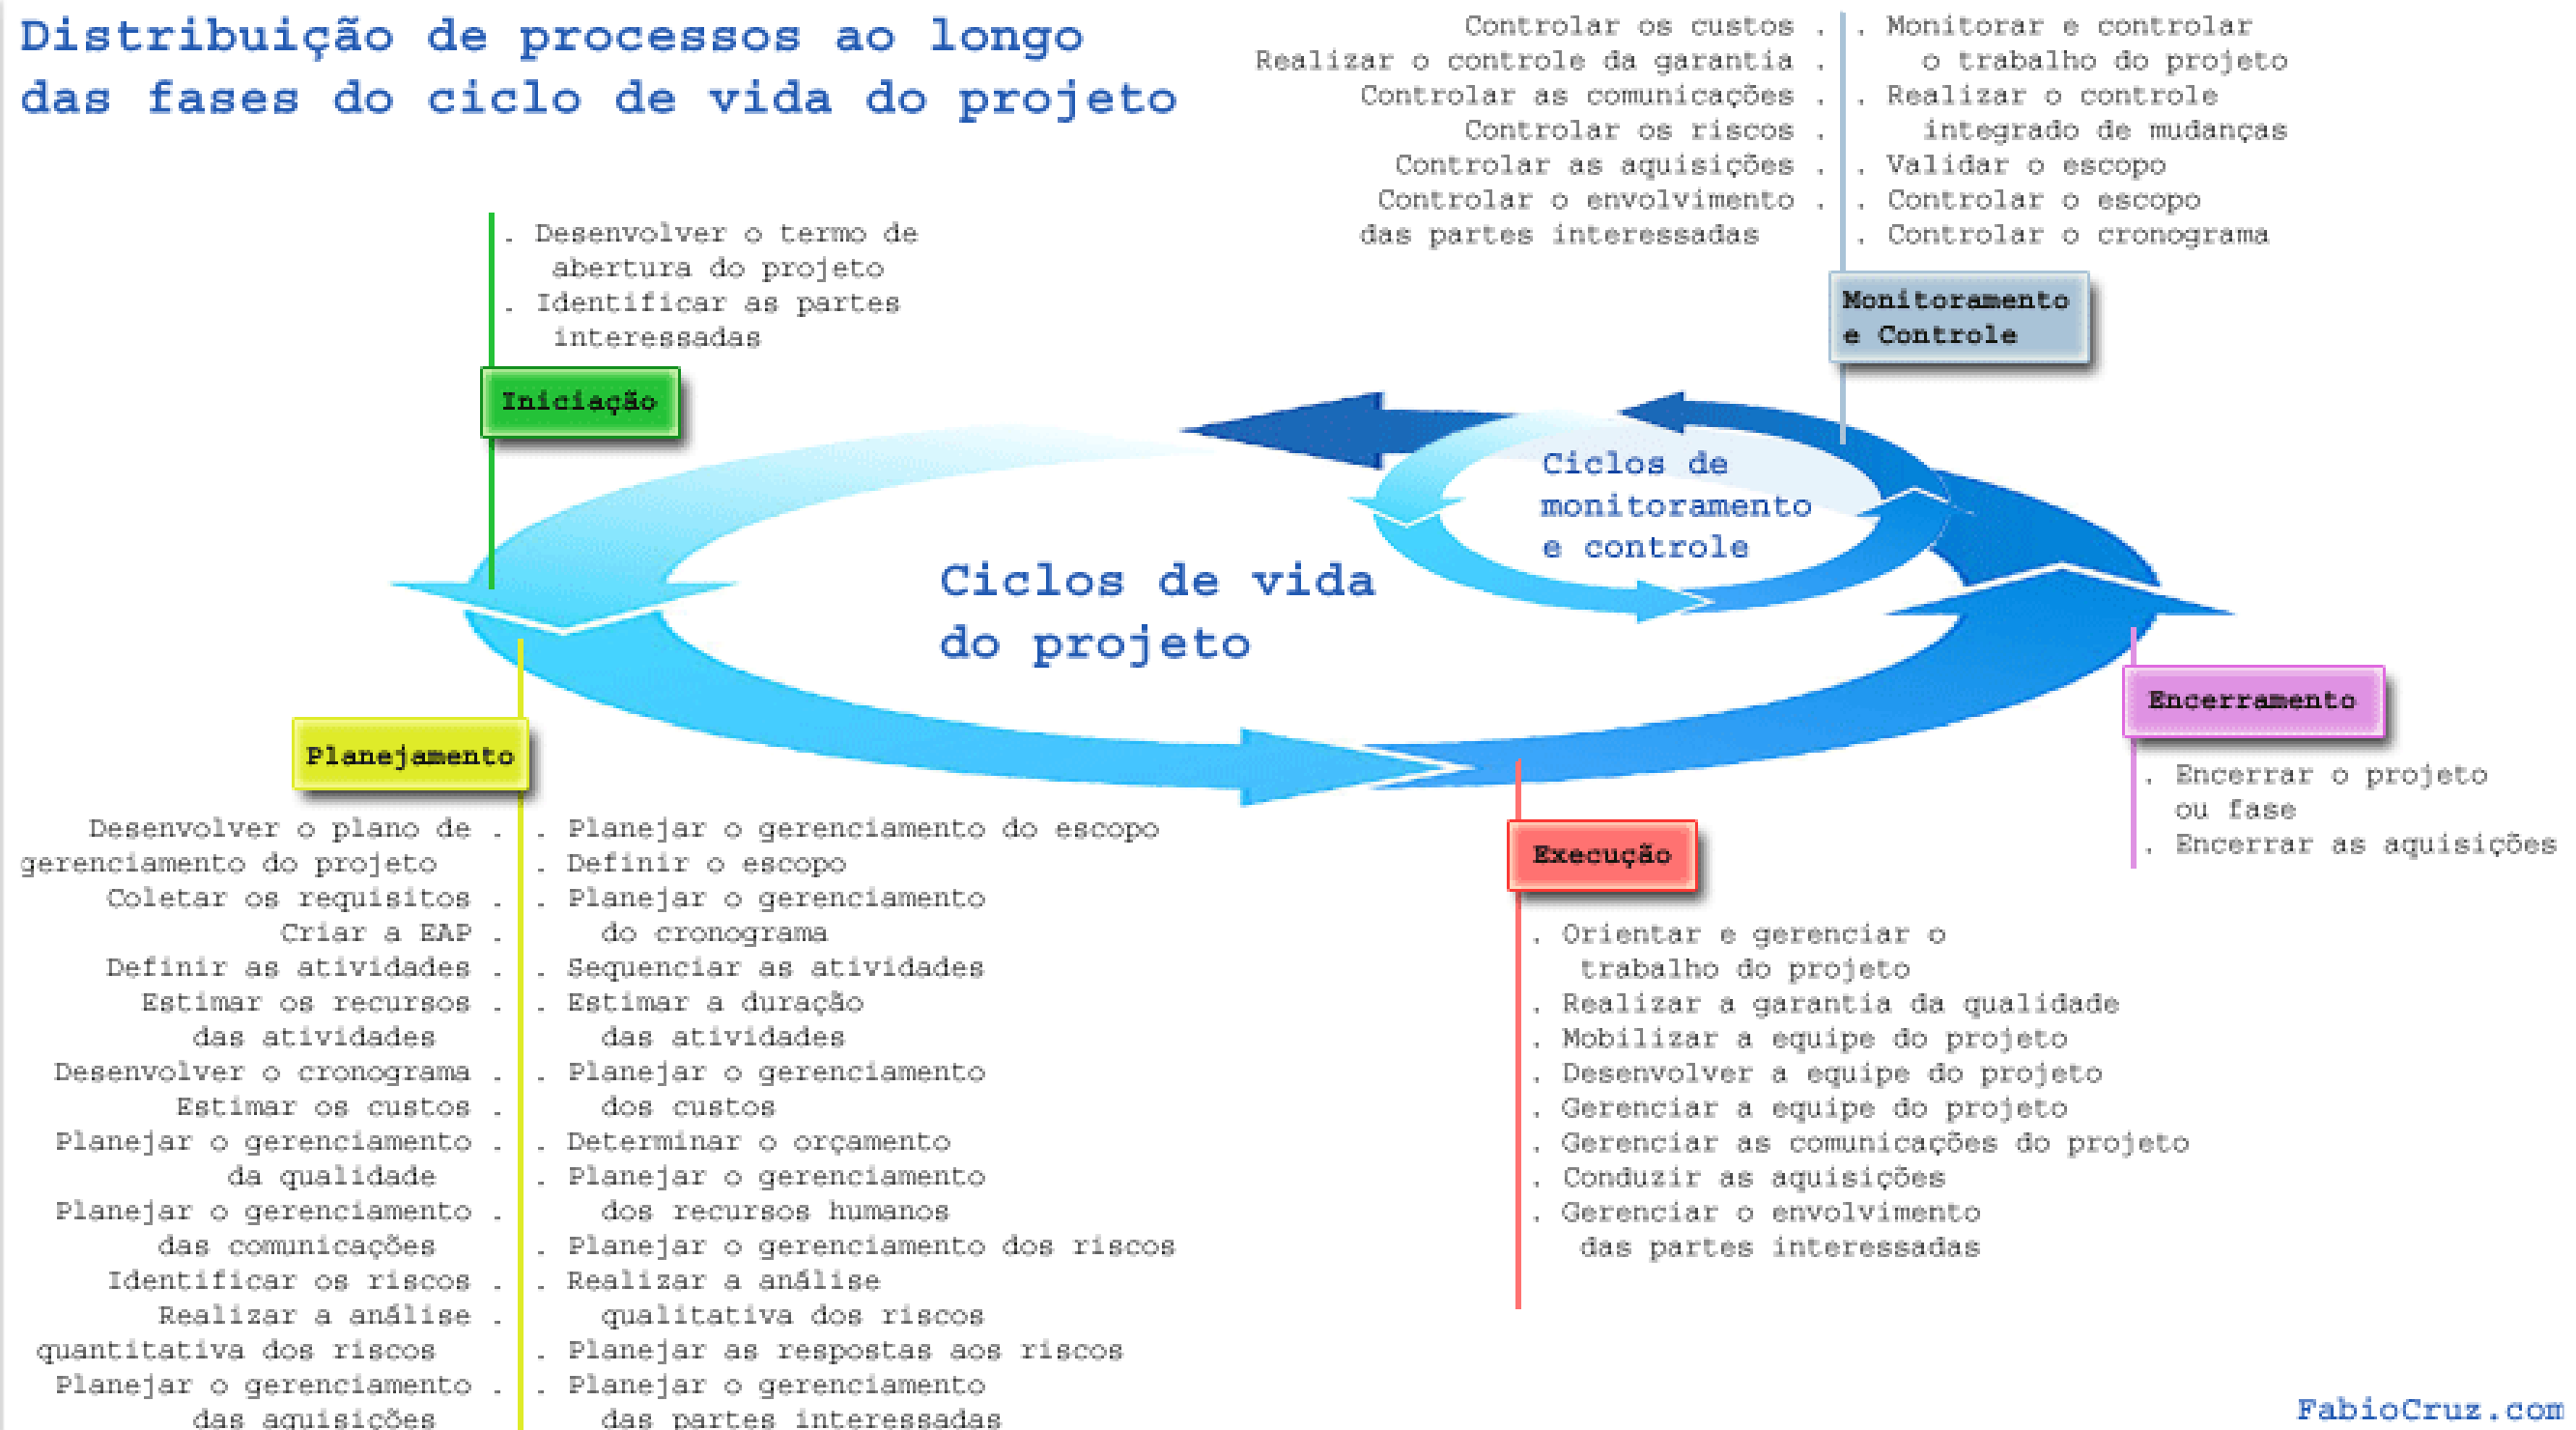 Distribuição de processos ao longo
das fases do ciclo de vida do projeto
Controlar os custos .
Realizar o controle da garantia .
Controlar as comunicações .
Controlar os riscos .
Controlar as aquisições .
Controlar o envolvimento .
das partes interessadas
. Monitorar e controlar
o trabalho do projeto
. Realizar o controle
integrado de mudanças
. Validar o escopo
. Controlar o escopo
. Controlar o cronograma
Monitoramento
e Controle
. Desenvolver o termo de
abertura do projeto
. Identificar as partes
interessadas
Iniciação
Ciclos de
monitoramento
e controle
Ciclos de vida
do projeto
Encerramento
. Encerrar o projeto
ou fase
. Encerrar as aquisições
Planejamento
Desenvolver o plano de .
gerenciamento do projeto
Coletar os requisitos .
Criar a EAP .
Definir as atividades .
Estimar os recursos .
das atividades
Desenvolver o cronograma .
Estimar os custos .
Planejar o gerenciamento .
da qualidade
Planejar o gerenciamento .
das comunicações
Identificar os riscos .
Realizar a análise .
quantitativa dos riscos
Planejar o gerenciamento .
das aquisições
. Planejar o gerenciamento do escopo
. Definir o escopo
. Planejar o gerenciamento
do cronograma
. Sequenciar as atividades
. Estimar a duração
das atividades
. Planejar o gerenciamento
dos custos
. Determinar o orçamento
. Planejar o gerenciamento
dos recursos humanos
. Planejar o gerenciamento dos riscos
. Realizar a análise
qualitativa dos riscos
. Planejar as respostas aos riscos
. Planejar o gerenciamento
das partes interessadas
Execução
. Orientar e gerenciar o
trabalho do projeto
. Realizar a garantia da qualidade
. Mobilizar a equipe do projeto
. Desenvolver a equipe do projeto
. Gerenciar a equipe do projeto
. Gerenciar as comunicações do projeto
. Conduzir as aquisições
. Gerenciar o envolvimento
das partes interessadas
FabioCruz.com